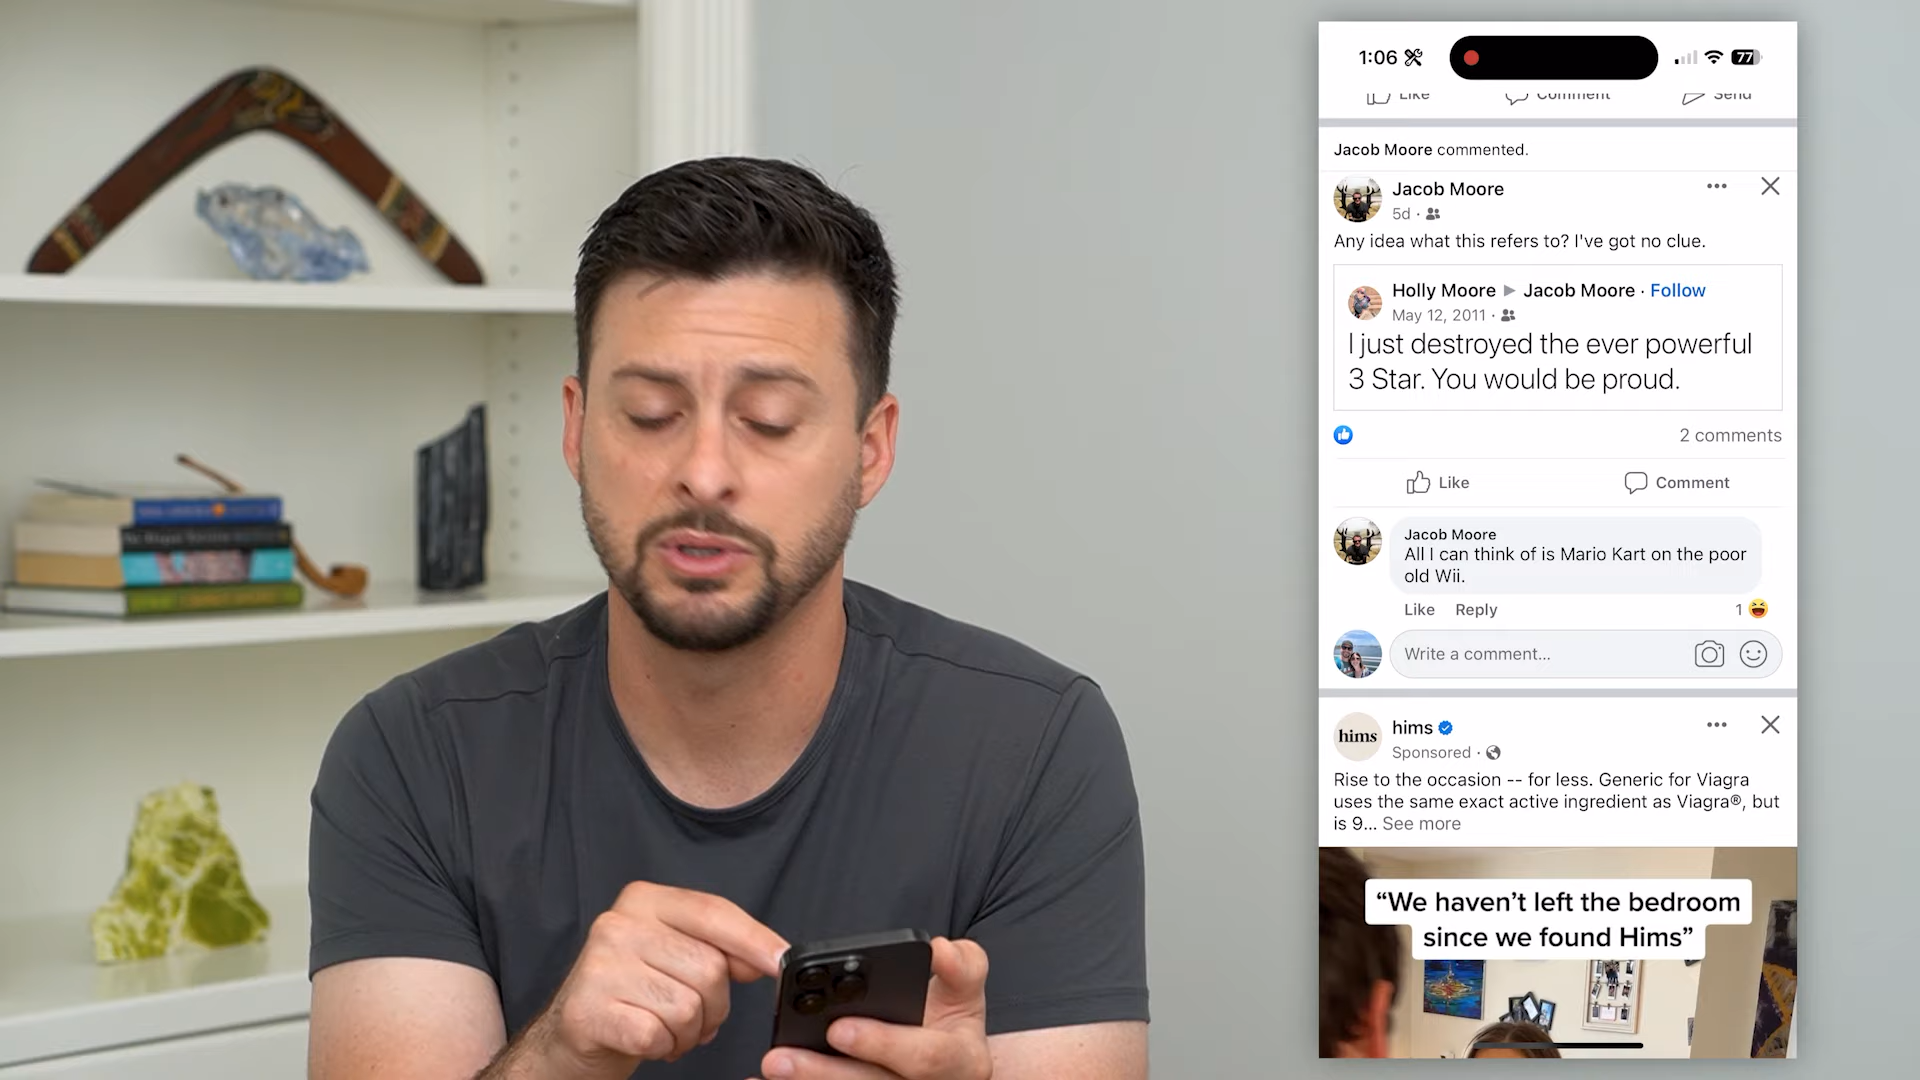 1:06
77
Like Comment Send
Jacob Moore commented.
Jacob Moore
5d ·
Any idea what this refers to? I've got no clue.
Holly Moore ▶ Jacob Moore · Follow
May 12, 2011 ·
I just destroyed the ever powerful
3 Star. You would be proud.
2 comments
Like Comment
Jacob Moore
All I can think of is Mario Kart on the poor
old Wii.
Like Reply 1
Write a comment...
hims
hims
Sponsored ·
Rise to the occasion -- for less. Generic for Viagra
uses the same exact active ingredient as Viagra®, but
is 9... See more
“We haven’t left the bedroom
since we found Hims”